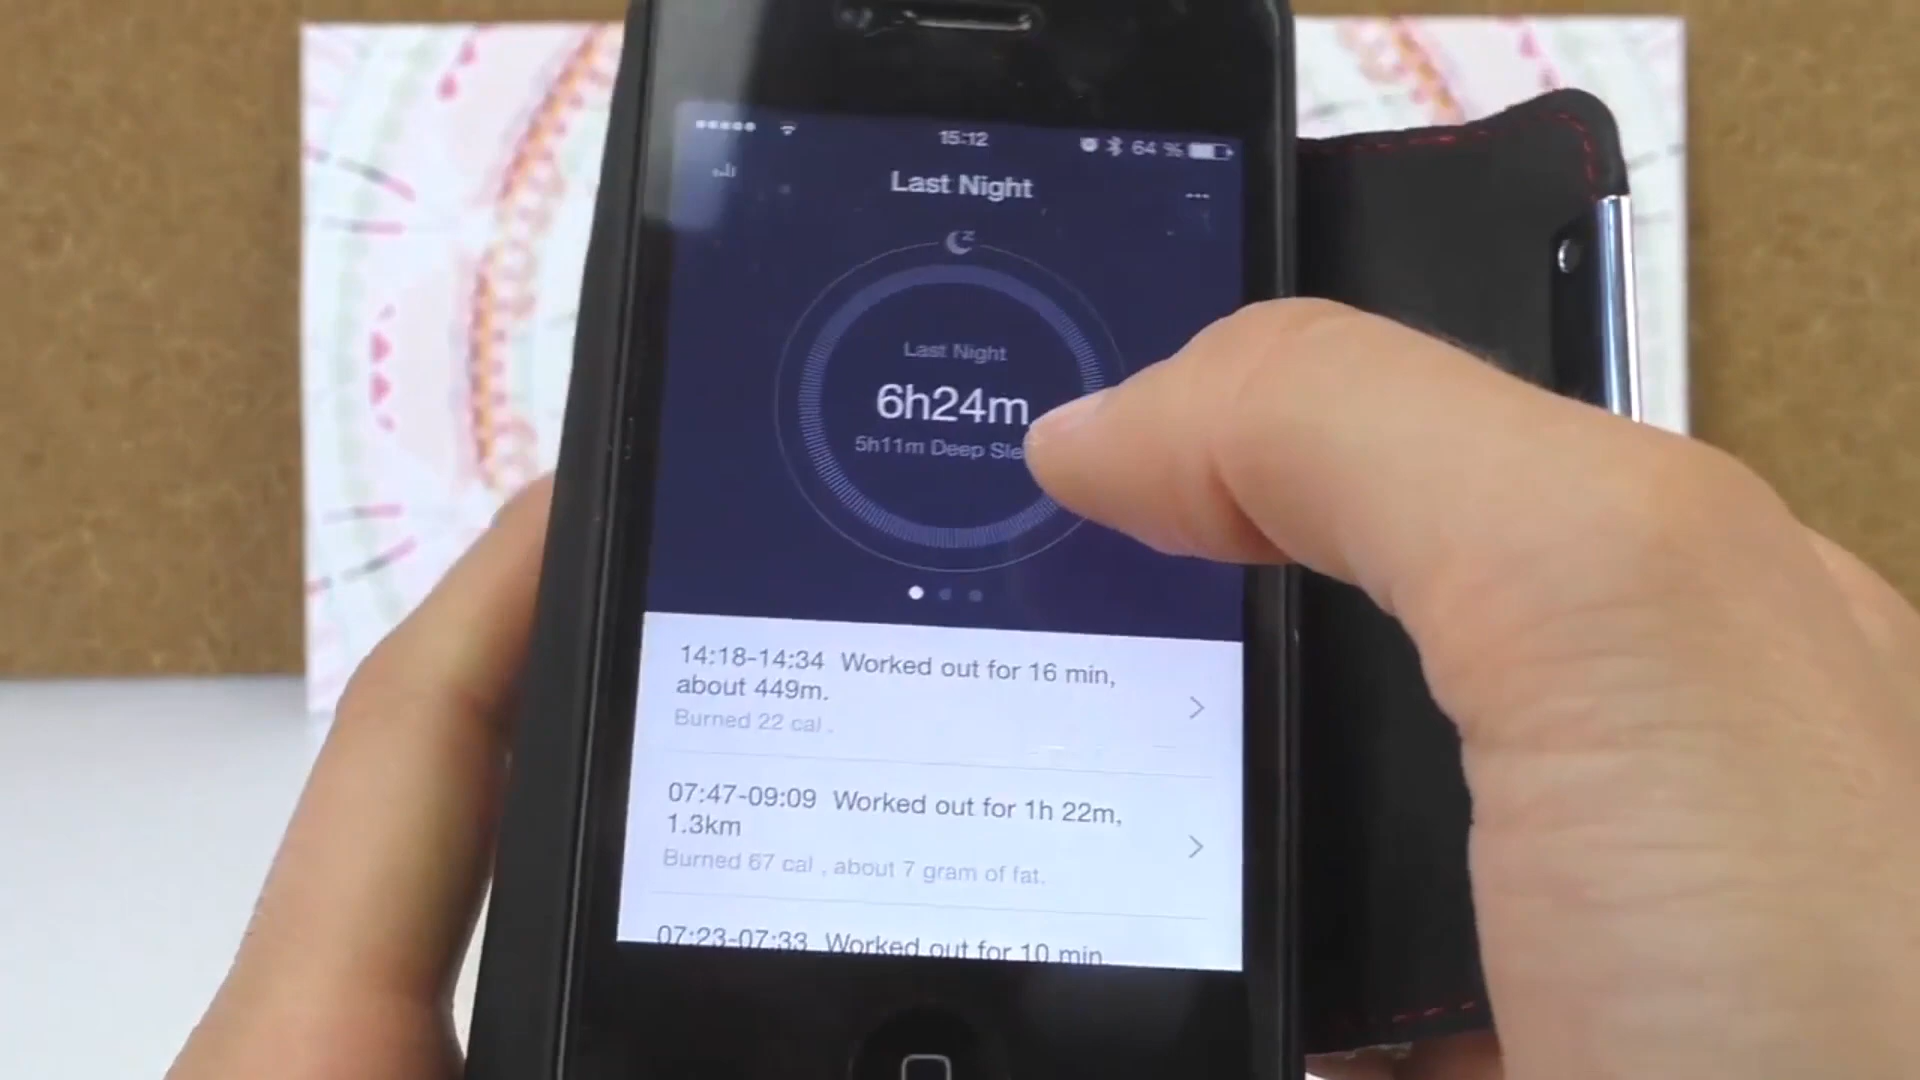 15:12
64 %
Last Night
Last Night
6h24m
5h11m Deep
14:18-14:34 Worked out for 16 min,
about 449m.
Burned 22 cal .
07:47-09:09 Worked out for 1h 22m,
1.3km
Burned 67 cal , about 7 gram of fat.
07:23-07:33 Worked out for 10 min